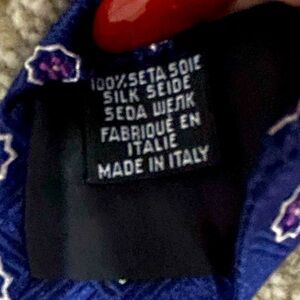 100% SETA SOIE
SILK SEIDE
SEDA ШЕЛК
FABRIQUÉ EN
ITALIE
MADE IN ITALY